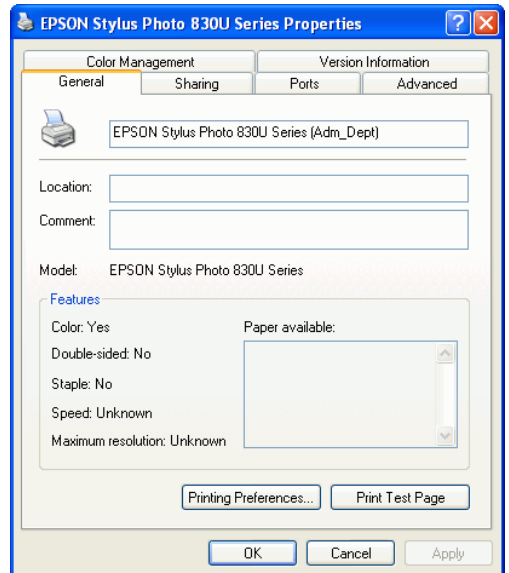 EPSON Stylus Photo 830U Series Properties
Color Management Version Information
General Sharing Ports Advanced
EPSON Stylus Photo 830U Series (Adm_Dept)
Location:
Comment:
Model: EPSON Stylus Photo 830U Series
Features
Color: Yes Paper available:
Double-sided: No
Staple: No
Speed: Unknown
Maximum resolution: Unknown
Printing Preferences... Print Test Page
OK Cancel Apply